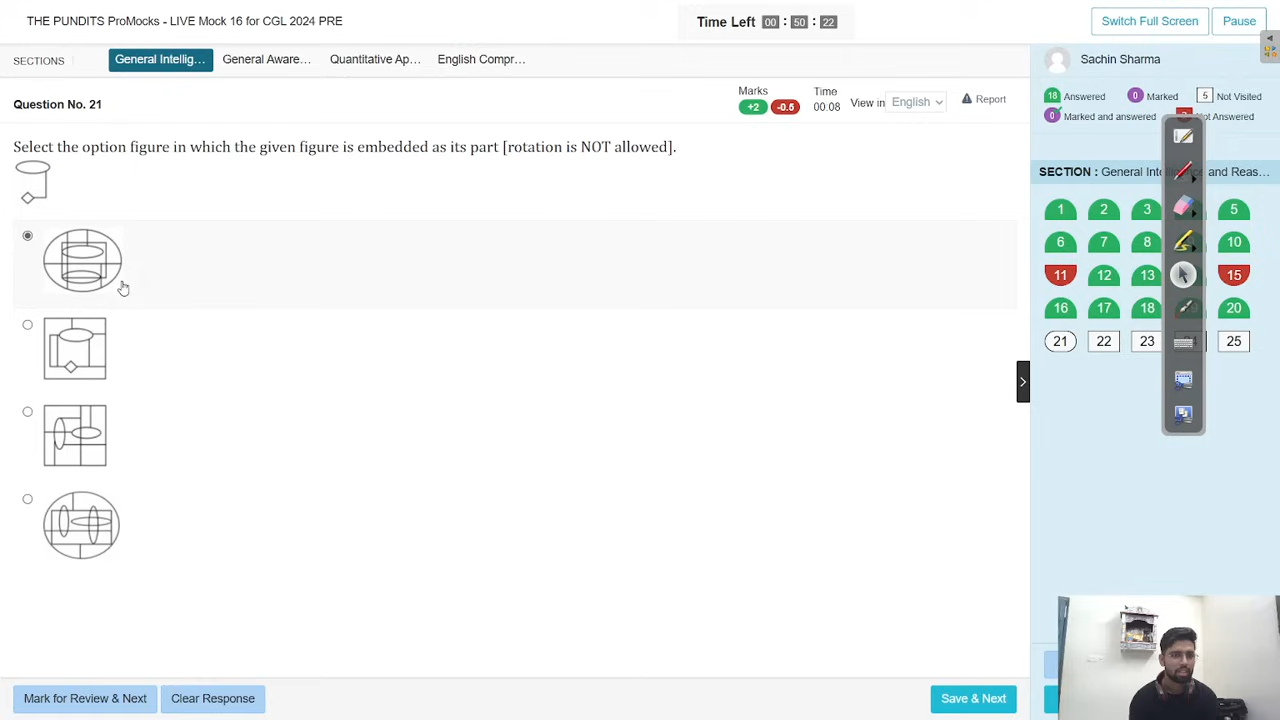 THE PUNDITS ProMocks - LIVE Mock 16 for CGL 2024 PRE
Time Left 00 : 50 : 22
Switch Full Screen
Pause
SECTIONS
General Intellig...
General Aware...
Quantitative Ap...
English Compr...
Sachin Sharma
Question No. 21
Marks
+2 -0.5
Time
00:08
View in English
Report
18 Answered
0 Marked
5 Not Visited
0 Marked and answered
Not Answered
Select the option figure in which the given figure is embedded as its part [rotation is NOT allowed].
SECTION : General Intelligence and Reas...
1 2 3 5
6 7 8 10
11 12 13 15
16 17 18 20
21 22 23 25
Mark for Review & Next
Clear Response
Save & Next